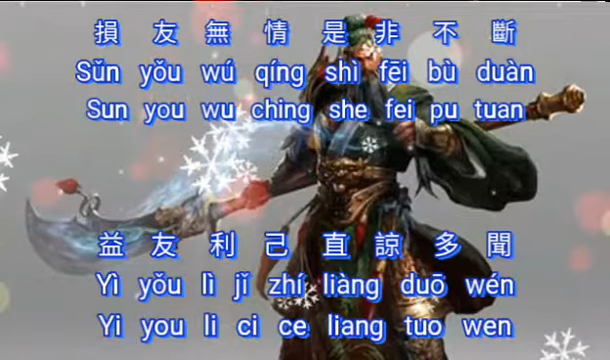 損 友 無 情 是 非 不 斷
Sǔn yǒu wú qíng shì fēi bù duàn
Sun you wu ching she fei pu tuan
益 友 利 己 直 諒 多 聞
Yì yǒu lì jǐ zhí liàng duō wén
Yi you li ci ce liang tuo wen